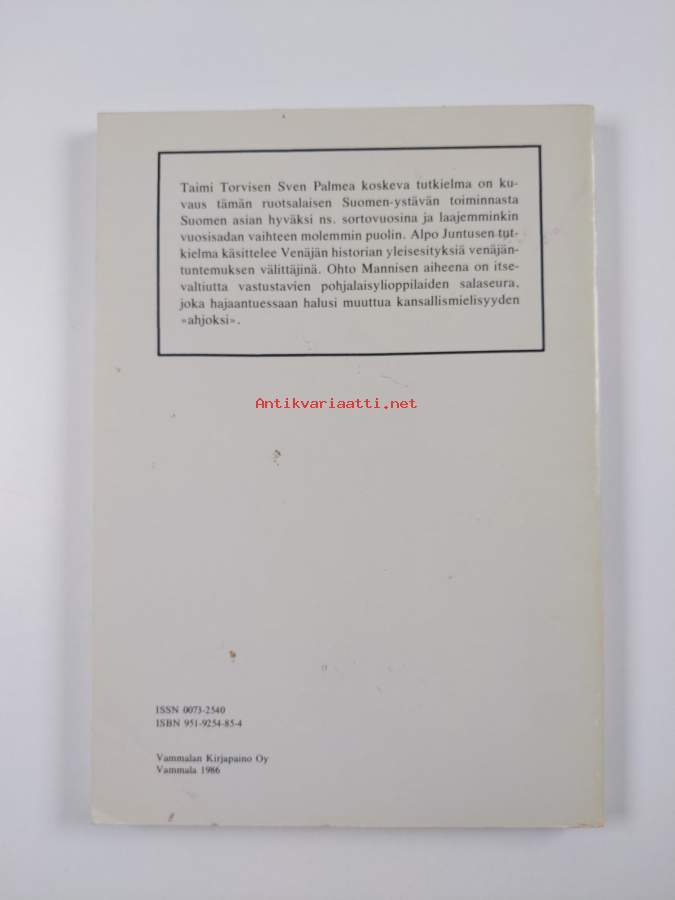 Taimi Torvisen Sven Palmea koskeva tutkielma on ku-
vaus tämän ruotsalaisen Suomen-ystävän toiminnasta
Suomen asian hyväksi ns. sortovuosina ja laajemminkin
vuosisadan vaihteen molemmin puolin. Alpo Juntusen tut-
kielma käsittelee Venäjän historian yleisesityksiä venäjän-
tuntemuksen välittäjinä. Ohto Mannisen aiheena on itse-
valtiutta vastustavien pohjalaisylioppilaiden salaseura,
joka hajaantuessaan halusi muuttua kansallismielisyyden
»ahjoksi».
Antikvariaatti.net
ISSN 0073-2540
ISBN 951-9254-85-4
Vammalan Kirjapaino Oy
Vammala 1986